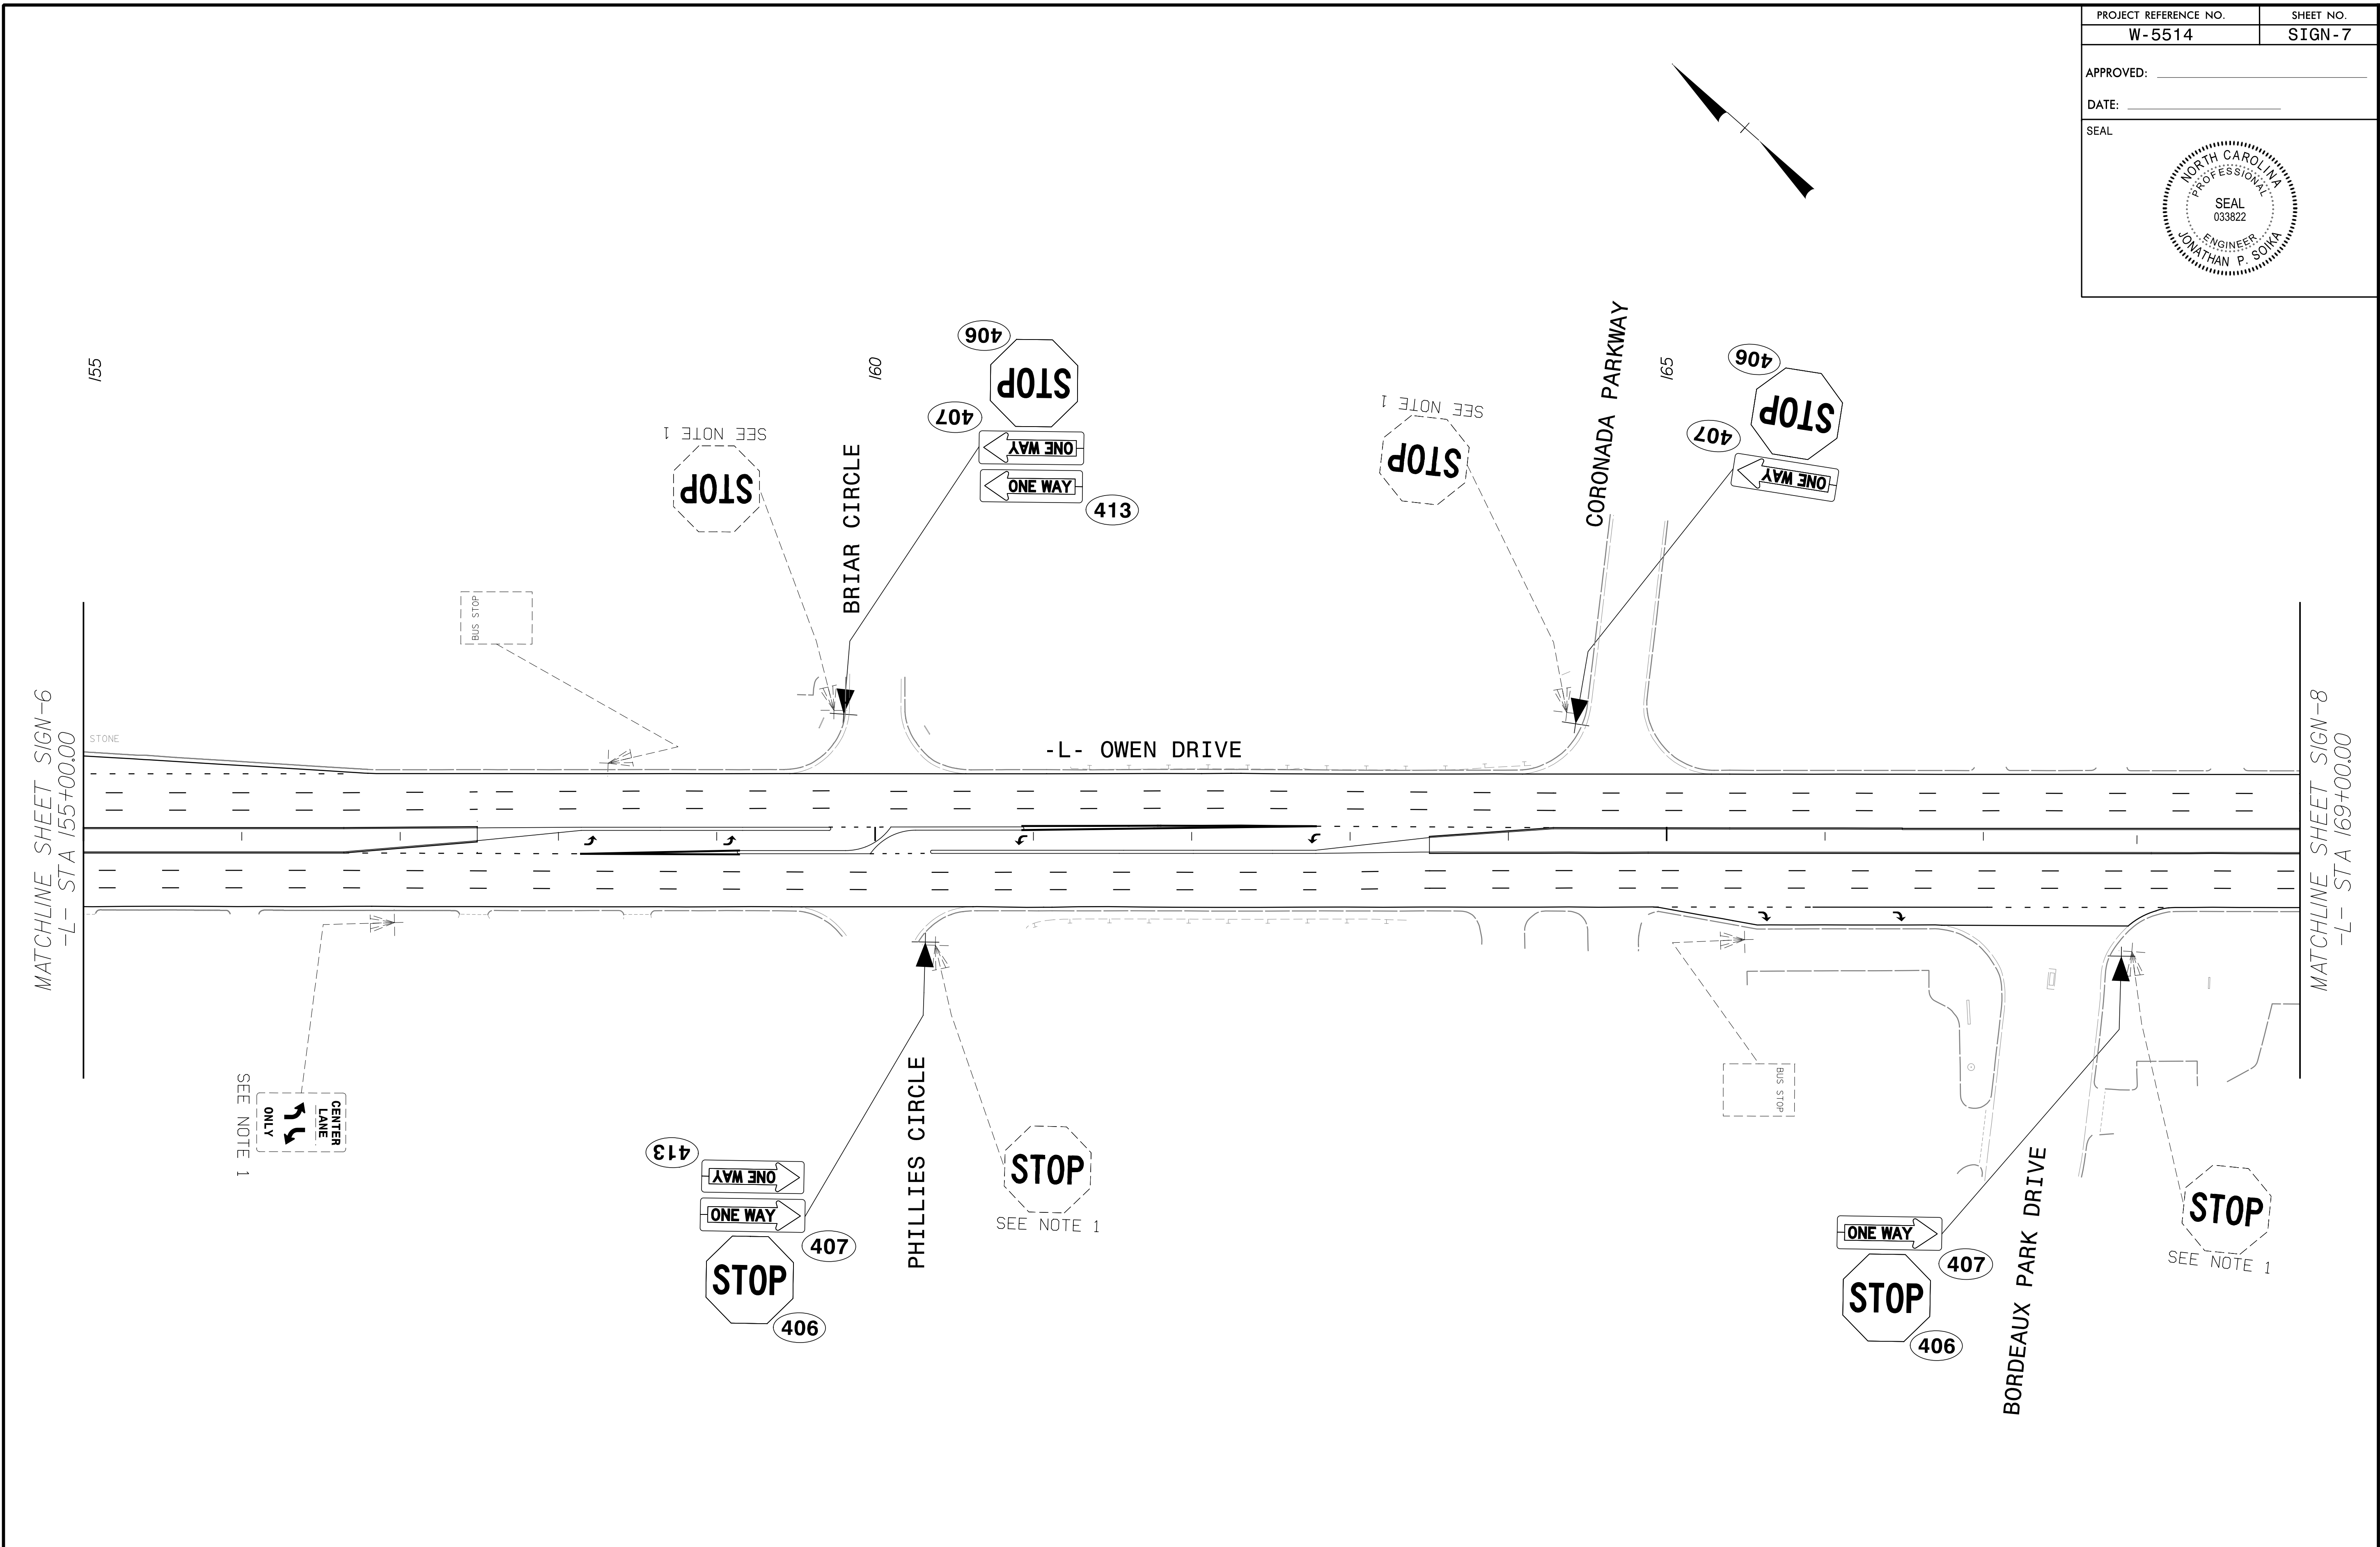 PROJECT REFERENCE NO.
SHEET NO.
W-5514
SIGN-7
APPROVED:
DATE:
SEAL
NORTH CAROLINA
PROFESSIONAL
SEAL
033822
ENGINEER
JONATHAN P. SOIKA
155
160
165
406
STOP
407
ONE WAY
ONE WAY
413
SEE NOTE 1
STOP
BRIAR CIRCLE
BUS STOP
SEE NOTE 1
STOP
CORONADA PARKWAY
406
STOP
407
ONE WAY
MATCHLINE SHEET SIGN-6
-L- STA 155+00.00
STONE
-L- OWEN DRIVE
MATCHLINE SHEET SIGN-8
-L- STA 169+00.00
CENTER
LANE
ONLY
SEE NOTE 1
413
ONE WAY
ONE WAY
407
STOP
406
PHILLIES CIRCLE
STOP
SEE NOTE 1
BUS STOP
ONE WAY
407
STOP
406
BORDEAUX PARK DRIVE
STOP
SEE NOTE 1